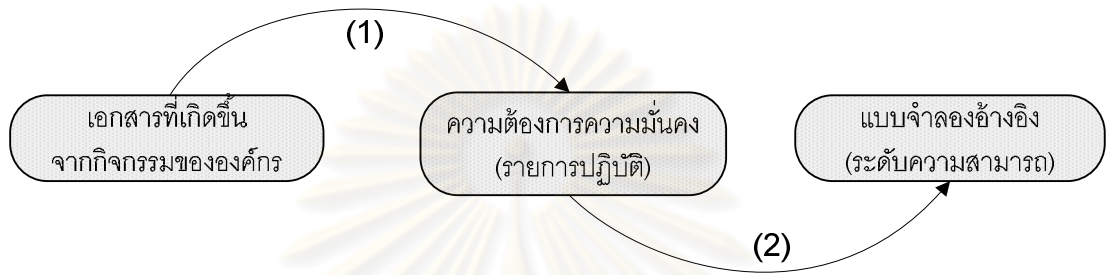 (1)
เอกสารที่เกิดขึ้น
จากกิจกรรมขององค์กร
ความต้องการความมั่นคง
(รายการปฏิบัติ)
แบบจำลองอ้างอิง
(ระดับความสามารถ)
(2)